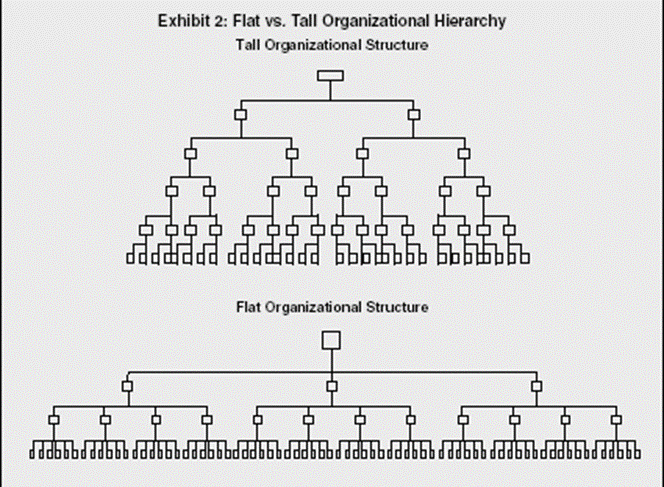 Exhibit 2: Flat vs. Tall Organizational Hierarchy
Tall Organizational Structure
Flat Organizational Structure